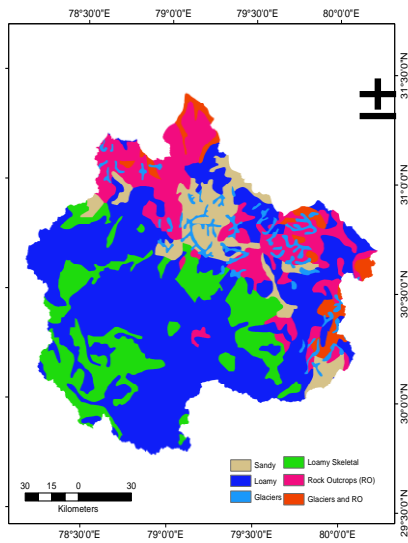 78°30'0"E 79°0'0"E 79°30'0"E 80°0'0"E
31°30'0"N
31°0'0"N
30°30'0"N
30°0'0"N
29°30'0"N
Sandy
Loamy
Glaciers
Loamy Skeletal
Rock Outcrops (RO)
Glaciers and RO
30 15 0 30
Kilometers
78°30'0"E 79°0'0"E 79°30'0"E 80°0'0"E